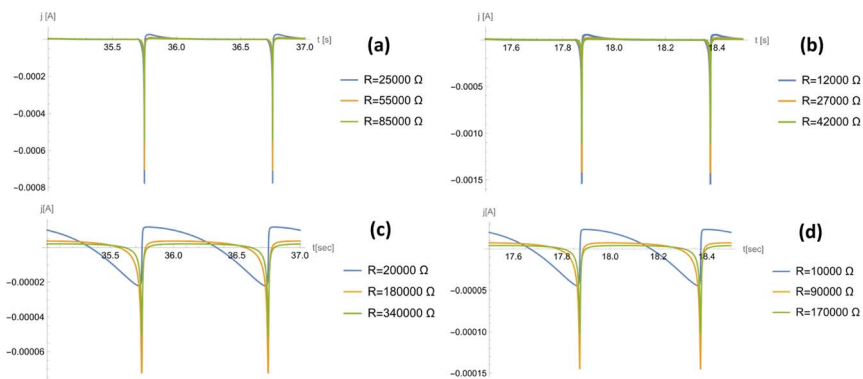 j [A]
35.5 36.0 36.5 37.0
t [s]
−0.0002
−0.0004
−0.0006
−0.0008
(a)
R=25000 Ω
R=55000 Ω
R=85000 Ω
j [A]
17.6 17.8 18.0 18.2 18.4
t [s]
−0.0005
−0.0010
−0.0015
(b)
R=12000 Ω
R=27000 Ω
R=42000 Ω
j[A]
35.5 36.0 36.5 37.0
t[sec]
−0.00002
−0.00004
−0.00006
(c)
R=20000 Ω
R=180000 Ω
R=340000 Ω
j[A]
17.6 17.8 18.0 18.2 18.4
t[sec]
−0.00005
−0.00010
−0.00015
(d)
R=10000 Ω
R=90000 Ω
R=170000 Ω